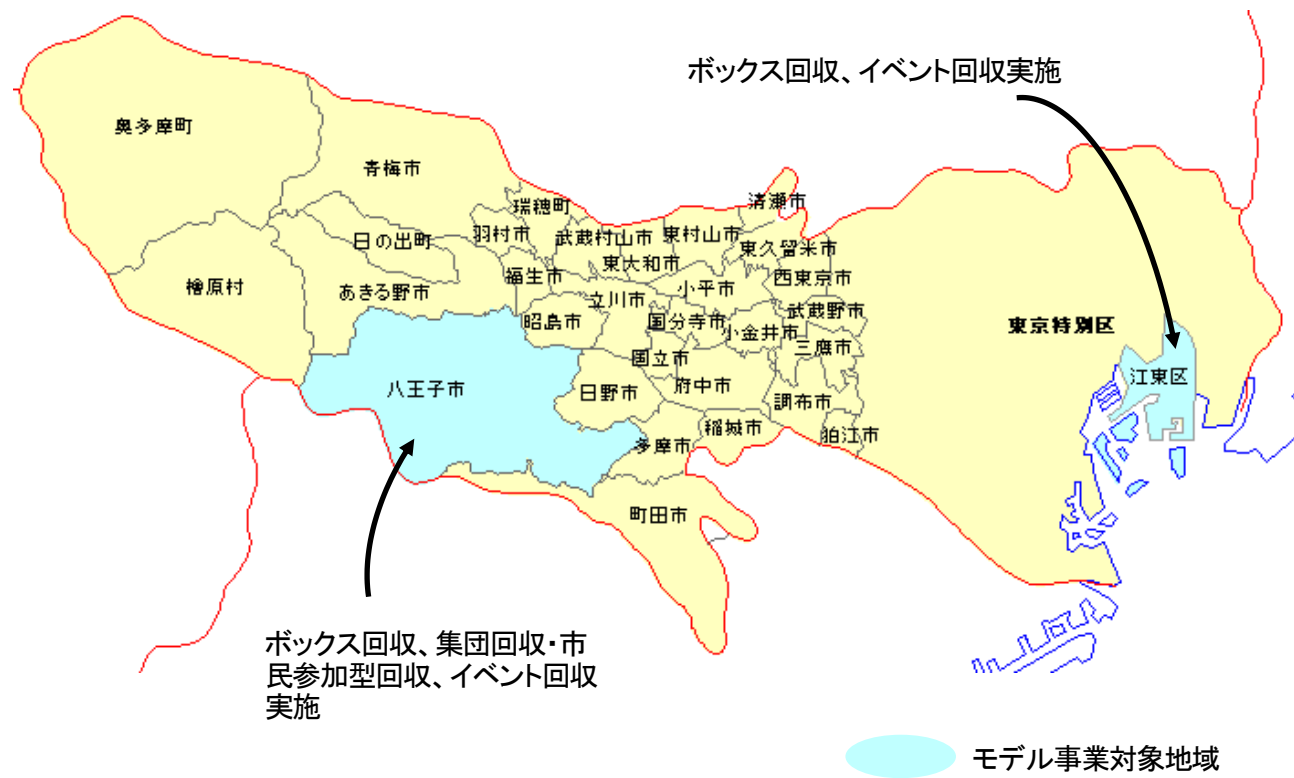 ボックス回収、イベント回収実施
奥多摩町
青梅市
瑞穂町
清瀬市
羽村市
武蔵村山市
東村山市
日の出町
東久留米市
東大和市
福生市
西東京市
檜原村
あきる野市
小平市
立川市
武蔵野市
昭島市
国分寺市
小金井市
東京特別区
三鷹市
国立市
江東区
八王子市
日野市
府中市
調布市
稲城市
狛江市
多摩市
町田市
ボックス回収、集団回収・市
民参加型回収、イベント回収
実施
モデル事業対象地域